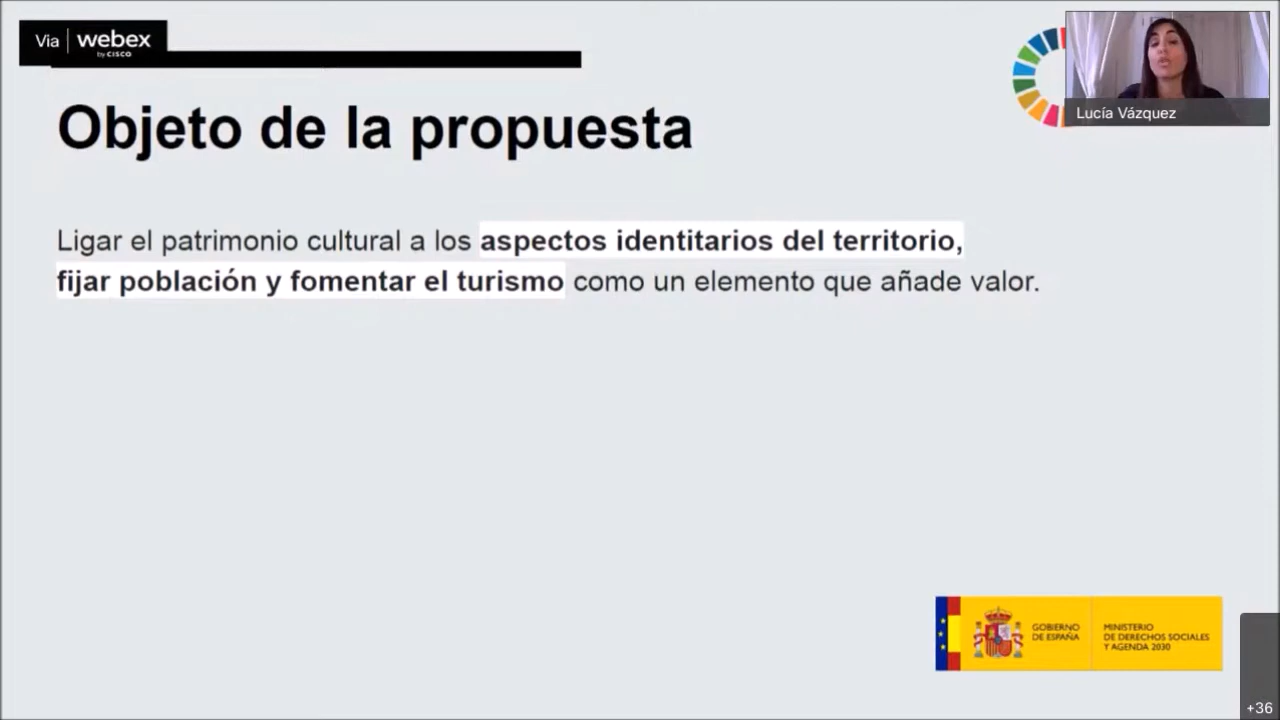 Via webex
by CISCO
Lucía Vázquez
Objeto de la propuesta
Ligar el patrimonio cultural a los aspectos identitarios del territorio,
fijar población y fomentar el turismo como un elemento que añade valor.
GOBIERNO
DE ESPAÑA
MINISTERIO
DE DERECHOS SOCIALES
Y AGENDA 2030
+36